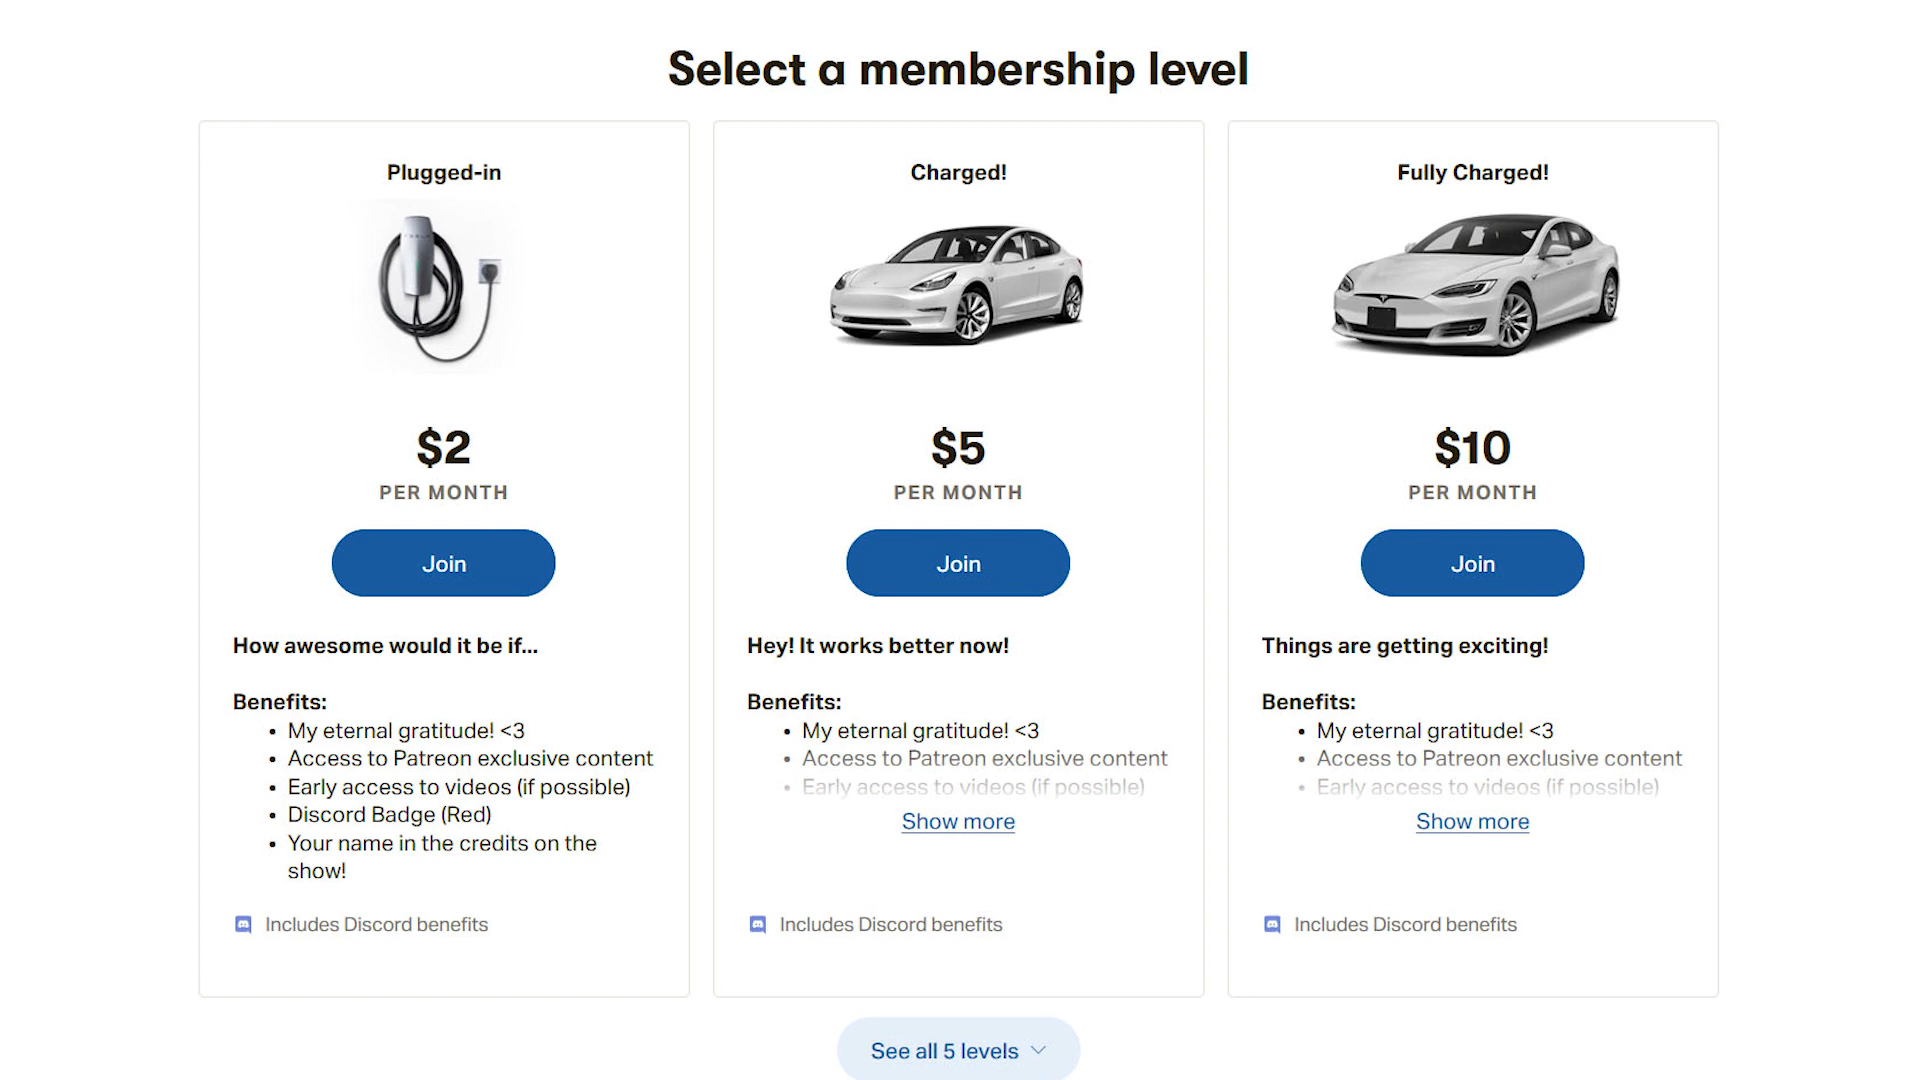 Select a membership level
Plugged-in
$2
PER MONTH
Join
How awesome would it be if...
Benefits:
• My eternal gratitude! <3
• Access to Patreon exclusive content
• Early access to videos (if possible)
• Discord Badge (Red)
• Your name in the credits on the
show!
Includes Discord benefits
Charged!
$5
PER MONTH
Join
Hey! It works better now!
Benefits:
• My eternal gratitude! <3
• Access to Patreon exclusive content
• Early access to videos (if possible)
Show more
Includes Discord benefits
Fully Charged!
$10
PER MONTH
Join
Things are getting exciting!
Benefits:
• My eternal gratitude! <3
• Access to Patreon exclusive content
• Early access to videos (if possible)
Show more
Includes Discord benefits
See all 5 levels